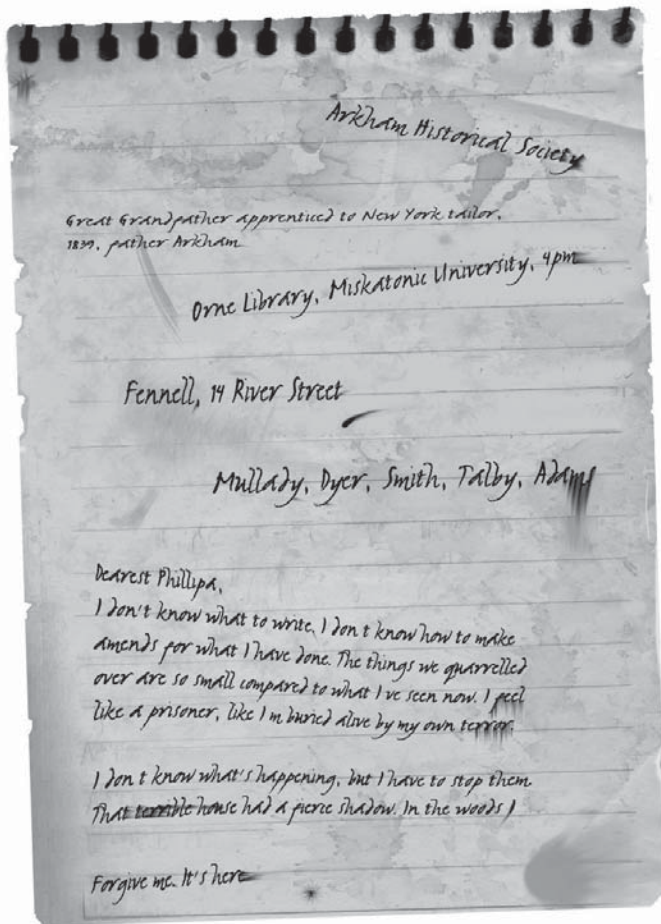 Arkham Historical Society
Great Grandfather apprenticed to New York tailor,
1839, father Arkham
Orne Library, Miskatonic University, 4pm
Fennell, 14 River Street
Mullady, Dyer, Smith, Talby, Adams
Dearest Phillipa,
I don't know what to write. I don't know how to make
amends for what I have done. The things we quarrelled
over are so small compared to what I've seen now. I feel
like a prisoner, like I'm buried alive by my own terror.
I don't know what's happening, but I have to stop them.
That terrible house had a fierce shadow. In the woods I
Forgive me. It's here